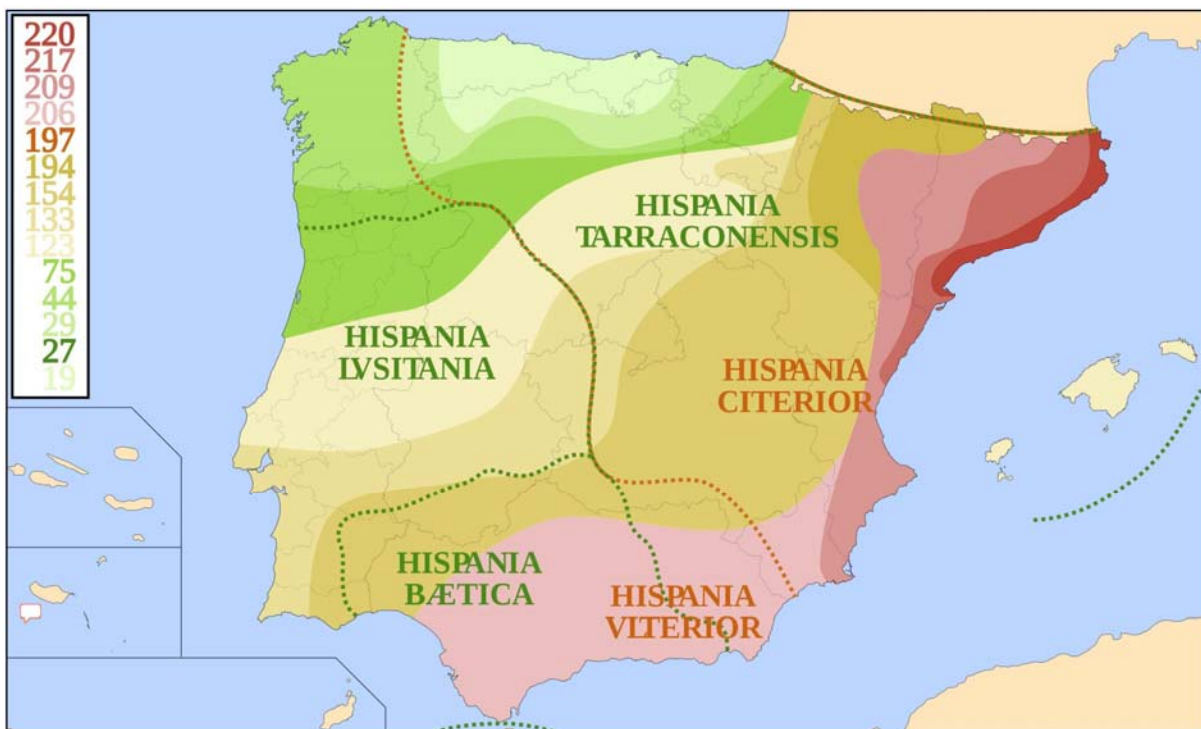 220
217
209
206
197
194
154
133
123
75
44
29
27
19
HISPANIA
TARRACONENSIS
HISPANIA
LVSITANIA
HISPANIA
CITERIOR
HISPANIA
BÆTICA
HISPANIA
VLTERIOR